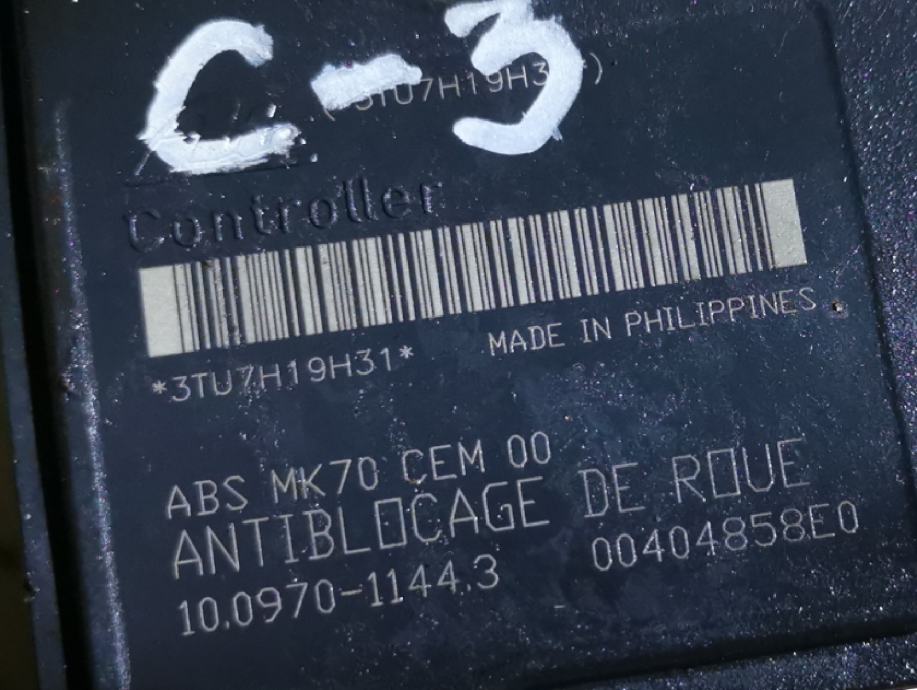 C-3
Controller
*3TU7H19H31*
MADE IN PHILIPPINES
ABS MK70 CEM 00
ANTIBLOCAGE DE ROUE
10.0970-1144.3
00404858E0